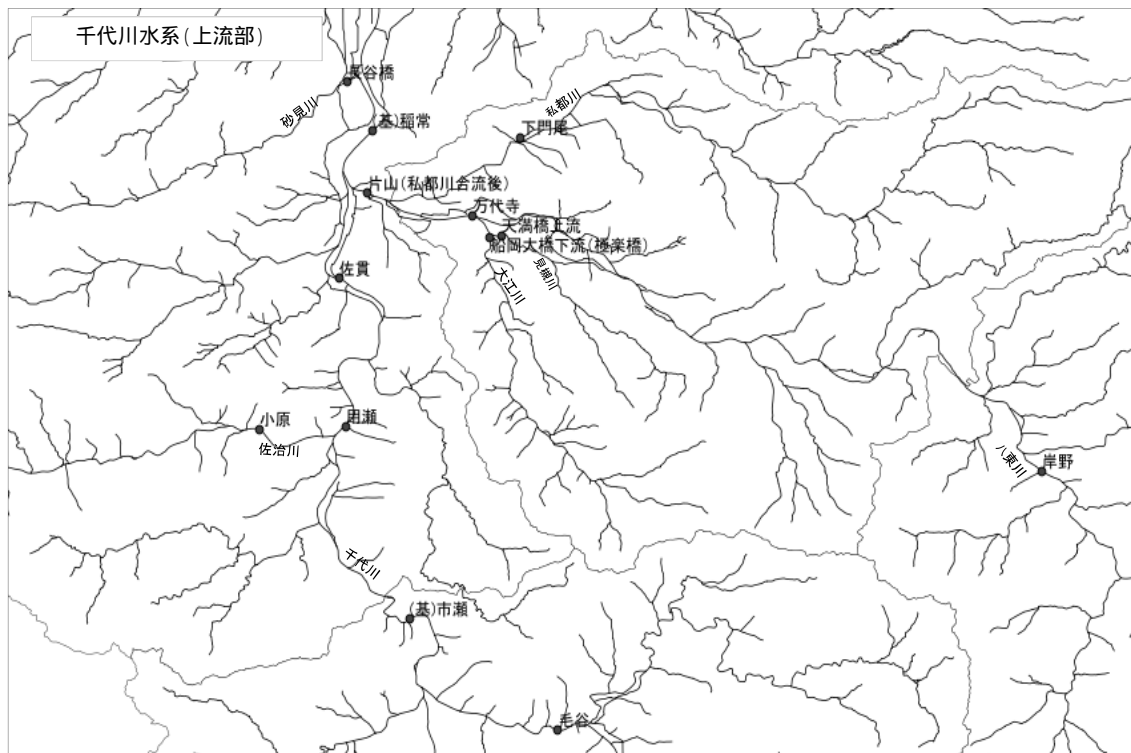 千代川水系(上流部)
長谷橋
砂見川
(基)稲常
私都川
下門尾
片山(私都川合流後)
万代寺
天満橋上流
船岡大橋下流(極楽橋)
佐貫
大江川
見槻川
小原
用瀬
佐治川
八東川
岸野
千代川
(基)市瀬
毛谷